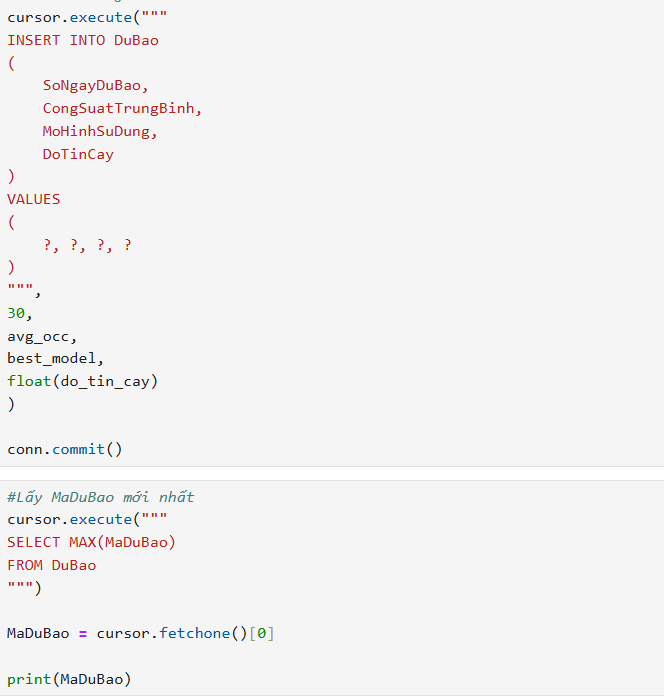 cursor.execute("""
INSERT INTO DuBao
(
    SoNgayDuBao,
    CongSuatTrungBinh,
    MoHinhSuDung,
    DoTinCay
)
VALUES
(
    ?, ?, ?, ?
)
""",
30,
avg_occ,
best_model,
float(do_tin_cay)
)

conn.commit()

#Lấy MaDuBao mới nhất
cursor.execute("""
SELECT MAX(MaDuBao)
FROM DuBao
""")

MaDuBao = cursor.fetchone()[0]

print(MaDuBao)